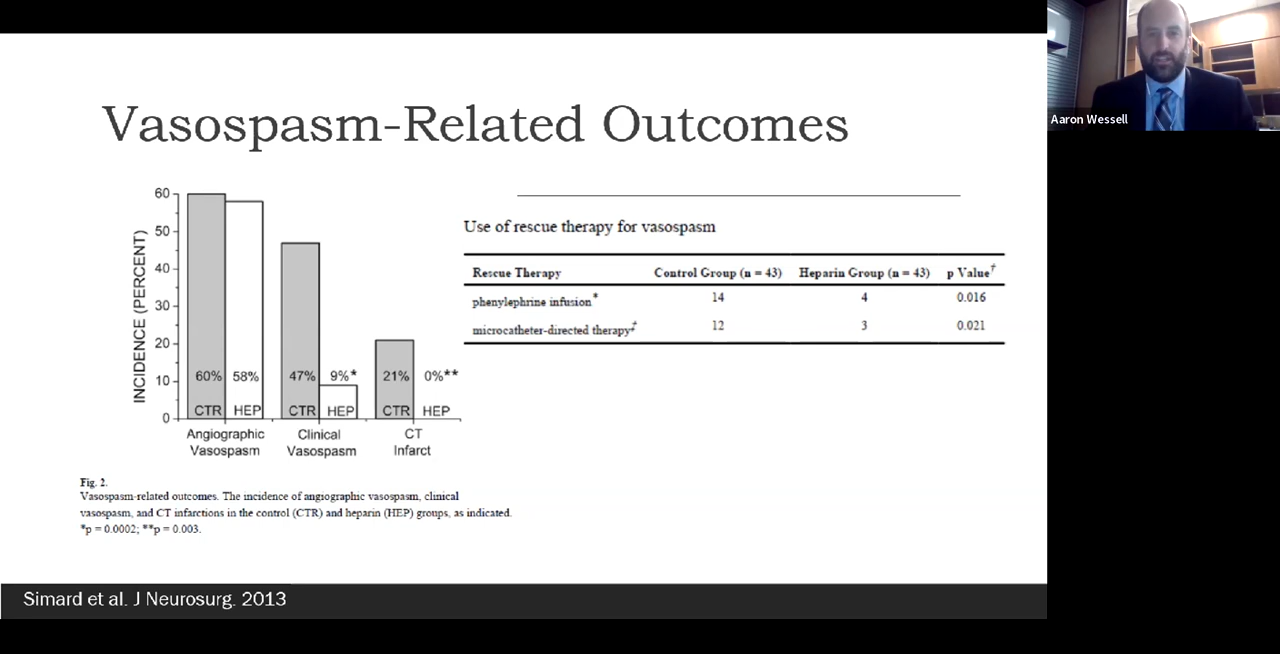 Vasospasm-Related Outcomes
Aaron Wessell
INCIDENCE (PERCENT)
60
50
40
30
20
10
0
60% 58% 47% 9%* 21% 0%**
CTR HEP CTR HEP CTR HEP
Angiographic Vasospasm
Clinical Vasospasm
CT Infarct
Use of rescue therapy for vasospasm
Rescue Therapy Control Group (n = 43) Heparin Group (n = 43) p Value†
phenylephrine infusion* 14 4 0.016
microcatheter-directed therapy‡ 12 3 0.021
Fig. 2.
Vasospasm-related outcomes. The incidence of angiographic vasospasm, clinical
vasospasm, and CT infarctions in the control (CTR) and heparin (HEP) groups, as indicated.
*p = 0.0002; **p = 0.003.
Simard et al. J Neurosurg. 2013